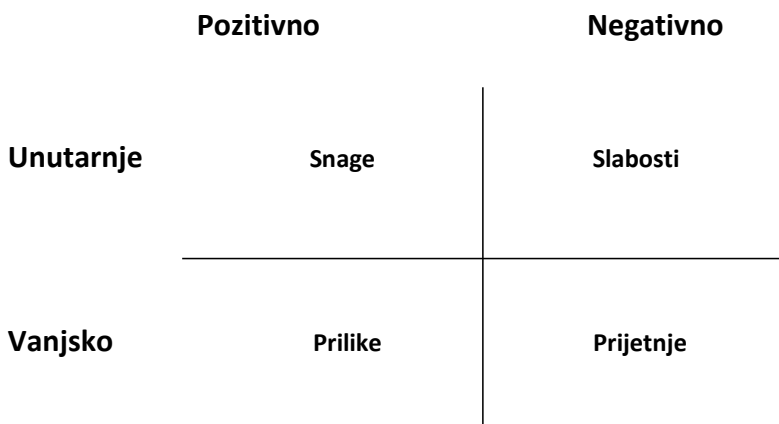 Pozitivno Negativno
Unutarnje Snage Slabosti
Vanjsko Prilike Prijetnje